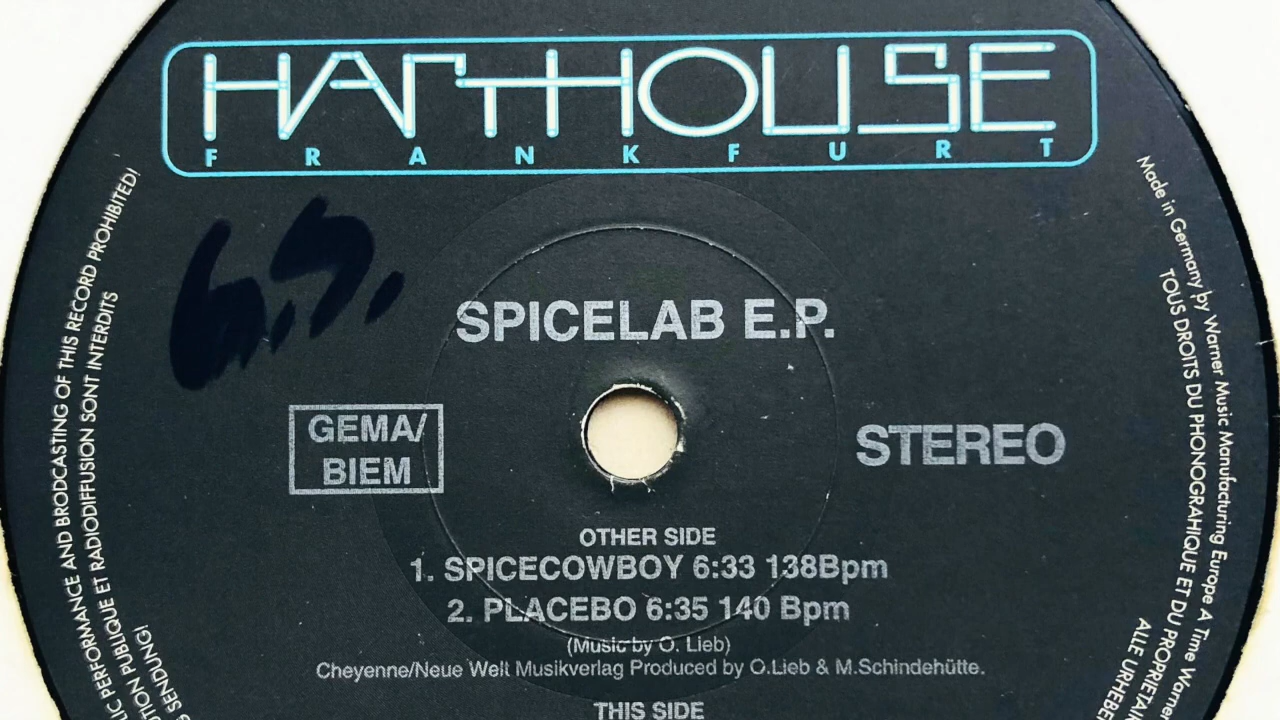 HARTHOUSE
FRANKFURT
SPICELAB E.P.
GEMA/
BIEM
STEREO
OTHER SIDE
1. SPICECOWBOY 6:33 138Bpm
2. PLACEBO 6:35 140 Bpm
(Music by O. Lieb)
Cheyenne/Neue Welt Musikverlag Produced by O.Lieb & M.Schindehütte.
THIS SIDE
PERFORMANCE AND BRODCASTING OF THIS RECORD PROHIBITED!
PUBLIQUE ET RADIODIFFUSION SONT INTERDITS
SENDUNG!
Made in Germany by Warner Music Manufacturing Europe A Time Warner
TOUS DROITS DU PHONOGRAHIQUE ET DU
ALLE